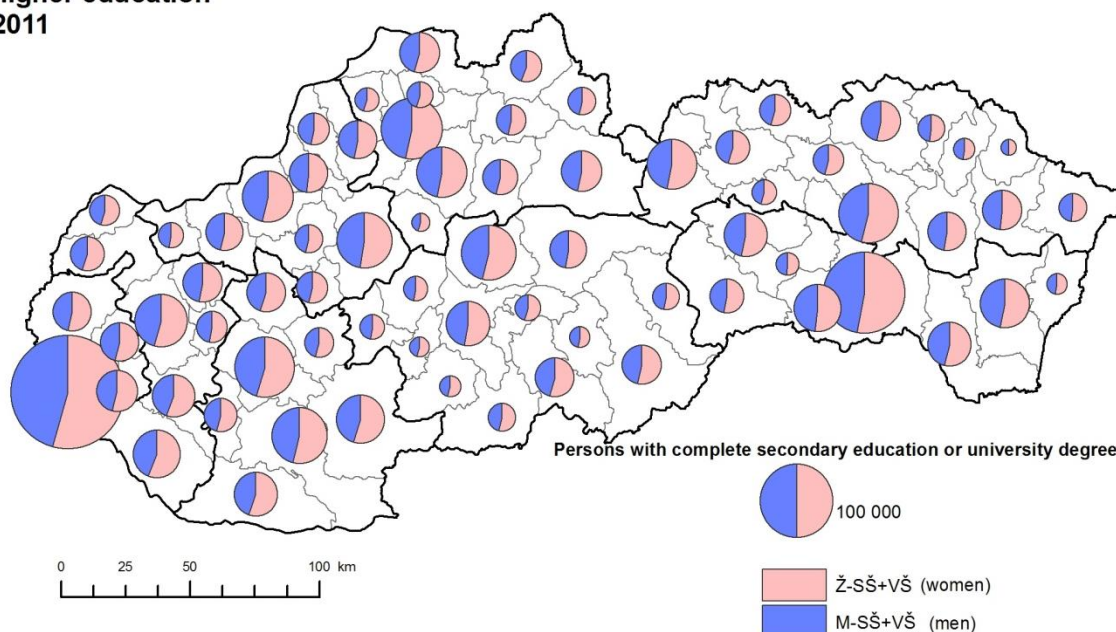 higher education
2011
Persons with complete secondary education or university degree
100 000
0 25 50 100 km
Ž-SŠ+VŠ (women)
M-SŠ+VŠ (men)